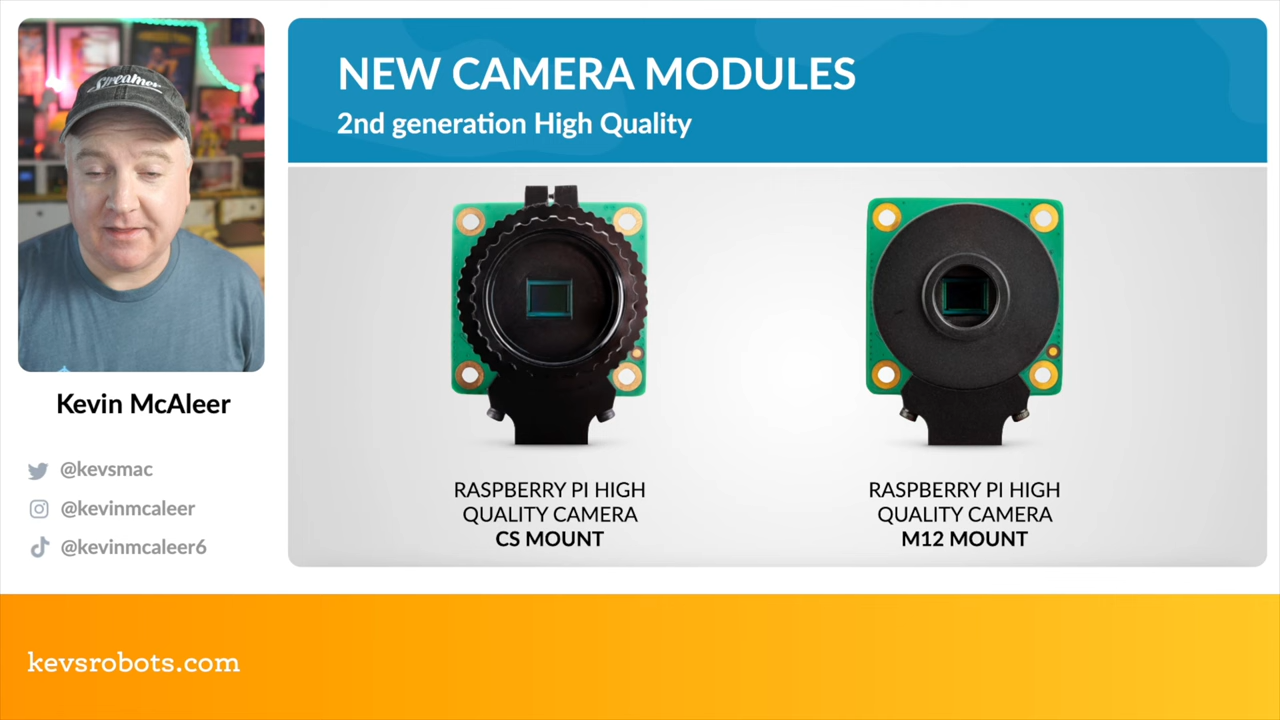 Streamer
NEW CAMERA MODULES
2nd generation High Quality
Kevin McAleer
@kevsmac
@kevinmcaleer
@kevinmcaleer6
RASPBERRY PI HIGH
QUALITY CAMERA
CS MOUNT
RASPBERRY PI HIGH
QUALITY CAMERA
M12 MOUNT
kevsrobots.com